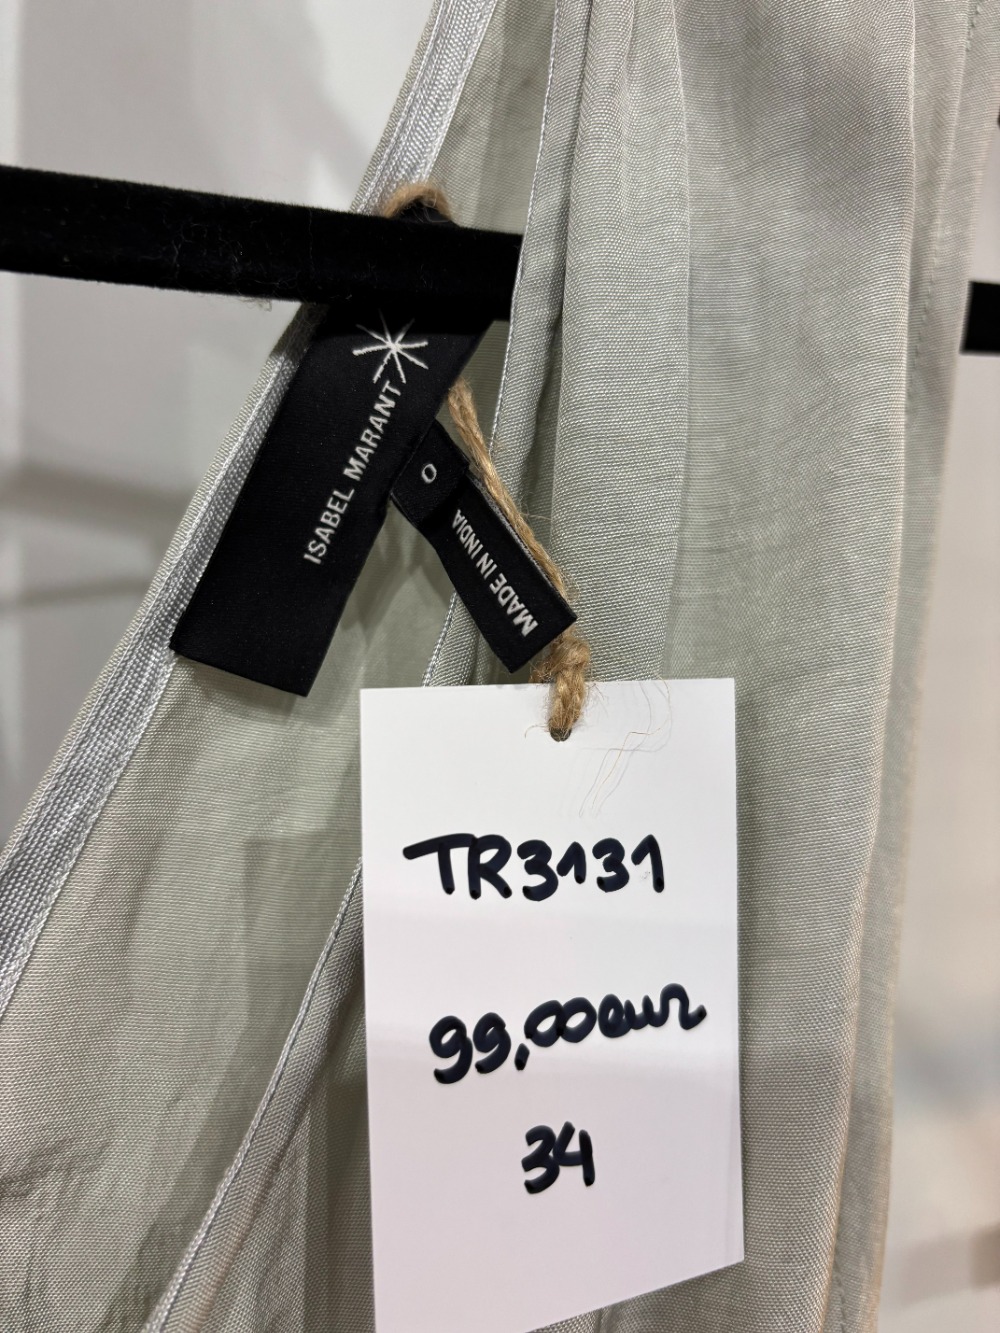 ISABEL MARANT
0
MADE IN INDIA
TR3131
99,00eur
34